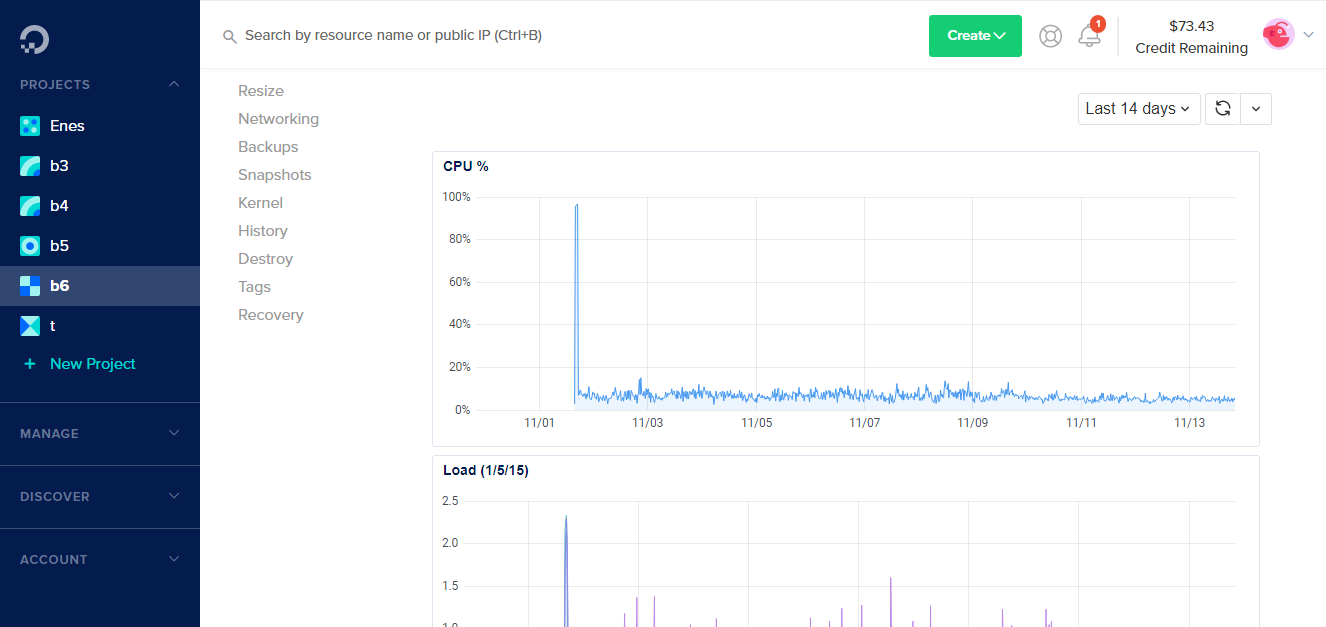 Search by resource name or public IP (Ctrl+B)
Create
1
$73.43
Credit Remaining
PROJECTS
Enes
b3
b4
b5
b6
t
+ New Project
MANAGE
DISCOVER
ACCOUNT
Resize
Networking
Backups
Snapshots
Kernel
History
Destroy
Tags
Recovery
Last 14 days
CPU %
100%
80%
60%
40%
20%
0%
11/01 11/03 11/05 11/07 11/09 11/11 11/13
Load (1/5/15)
2.5
2.0
1.5
1.0